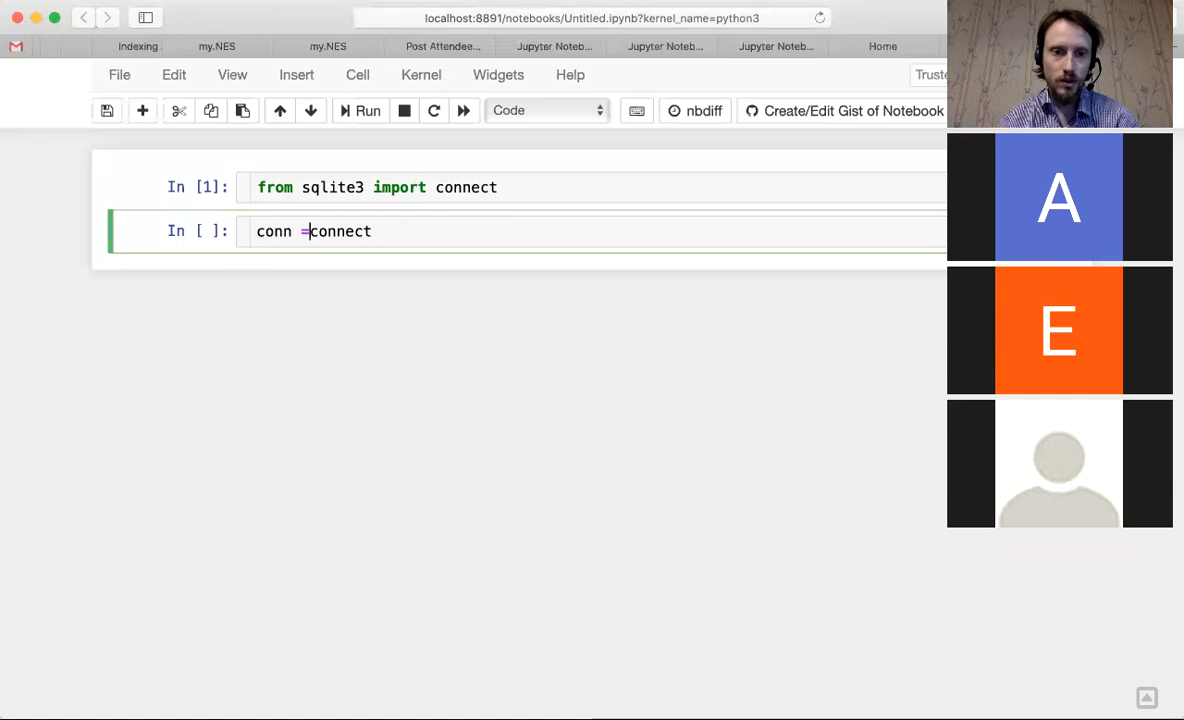 localhost:8891/notebooks/Untitled.ipynb?kernel_name=python3
Indexing my.NES my.NES Post Attendee... Jupyter Noteb... Jupyter Noteb... Jupyter Noteb... Home
File Edit View Insert Cell Kernel Widgets Help Truste
Run Code nbdiff Create/Edit Gist of Notebook
In [1]: from sqlite3 import connect
In [ ]: conn =connect
A
E